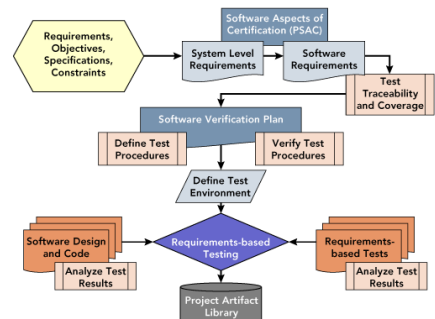 Software Aspects of
Certification (PSAC)
Requirements,
Objectives,
Specifications,
Constraints
System Level
Requirements
Software
Requirements
Test
Traceability
and Coverage
Software Verification Plan
Define Test
Procedures
Verify Test
Procedures
Define Test
Environment
Software Design
and Code
Analyze Test
Results
Requirements-based
Testing
Requirements-
based Tests
Analyze Test
Results
Project Artifact
Library